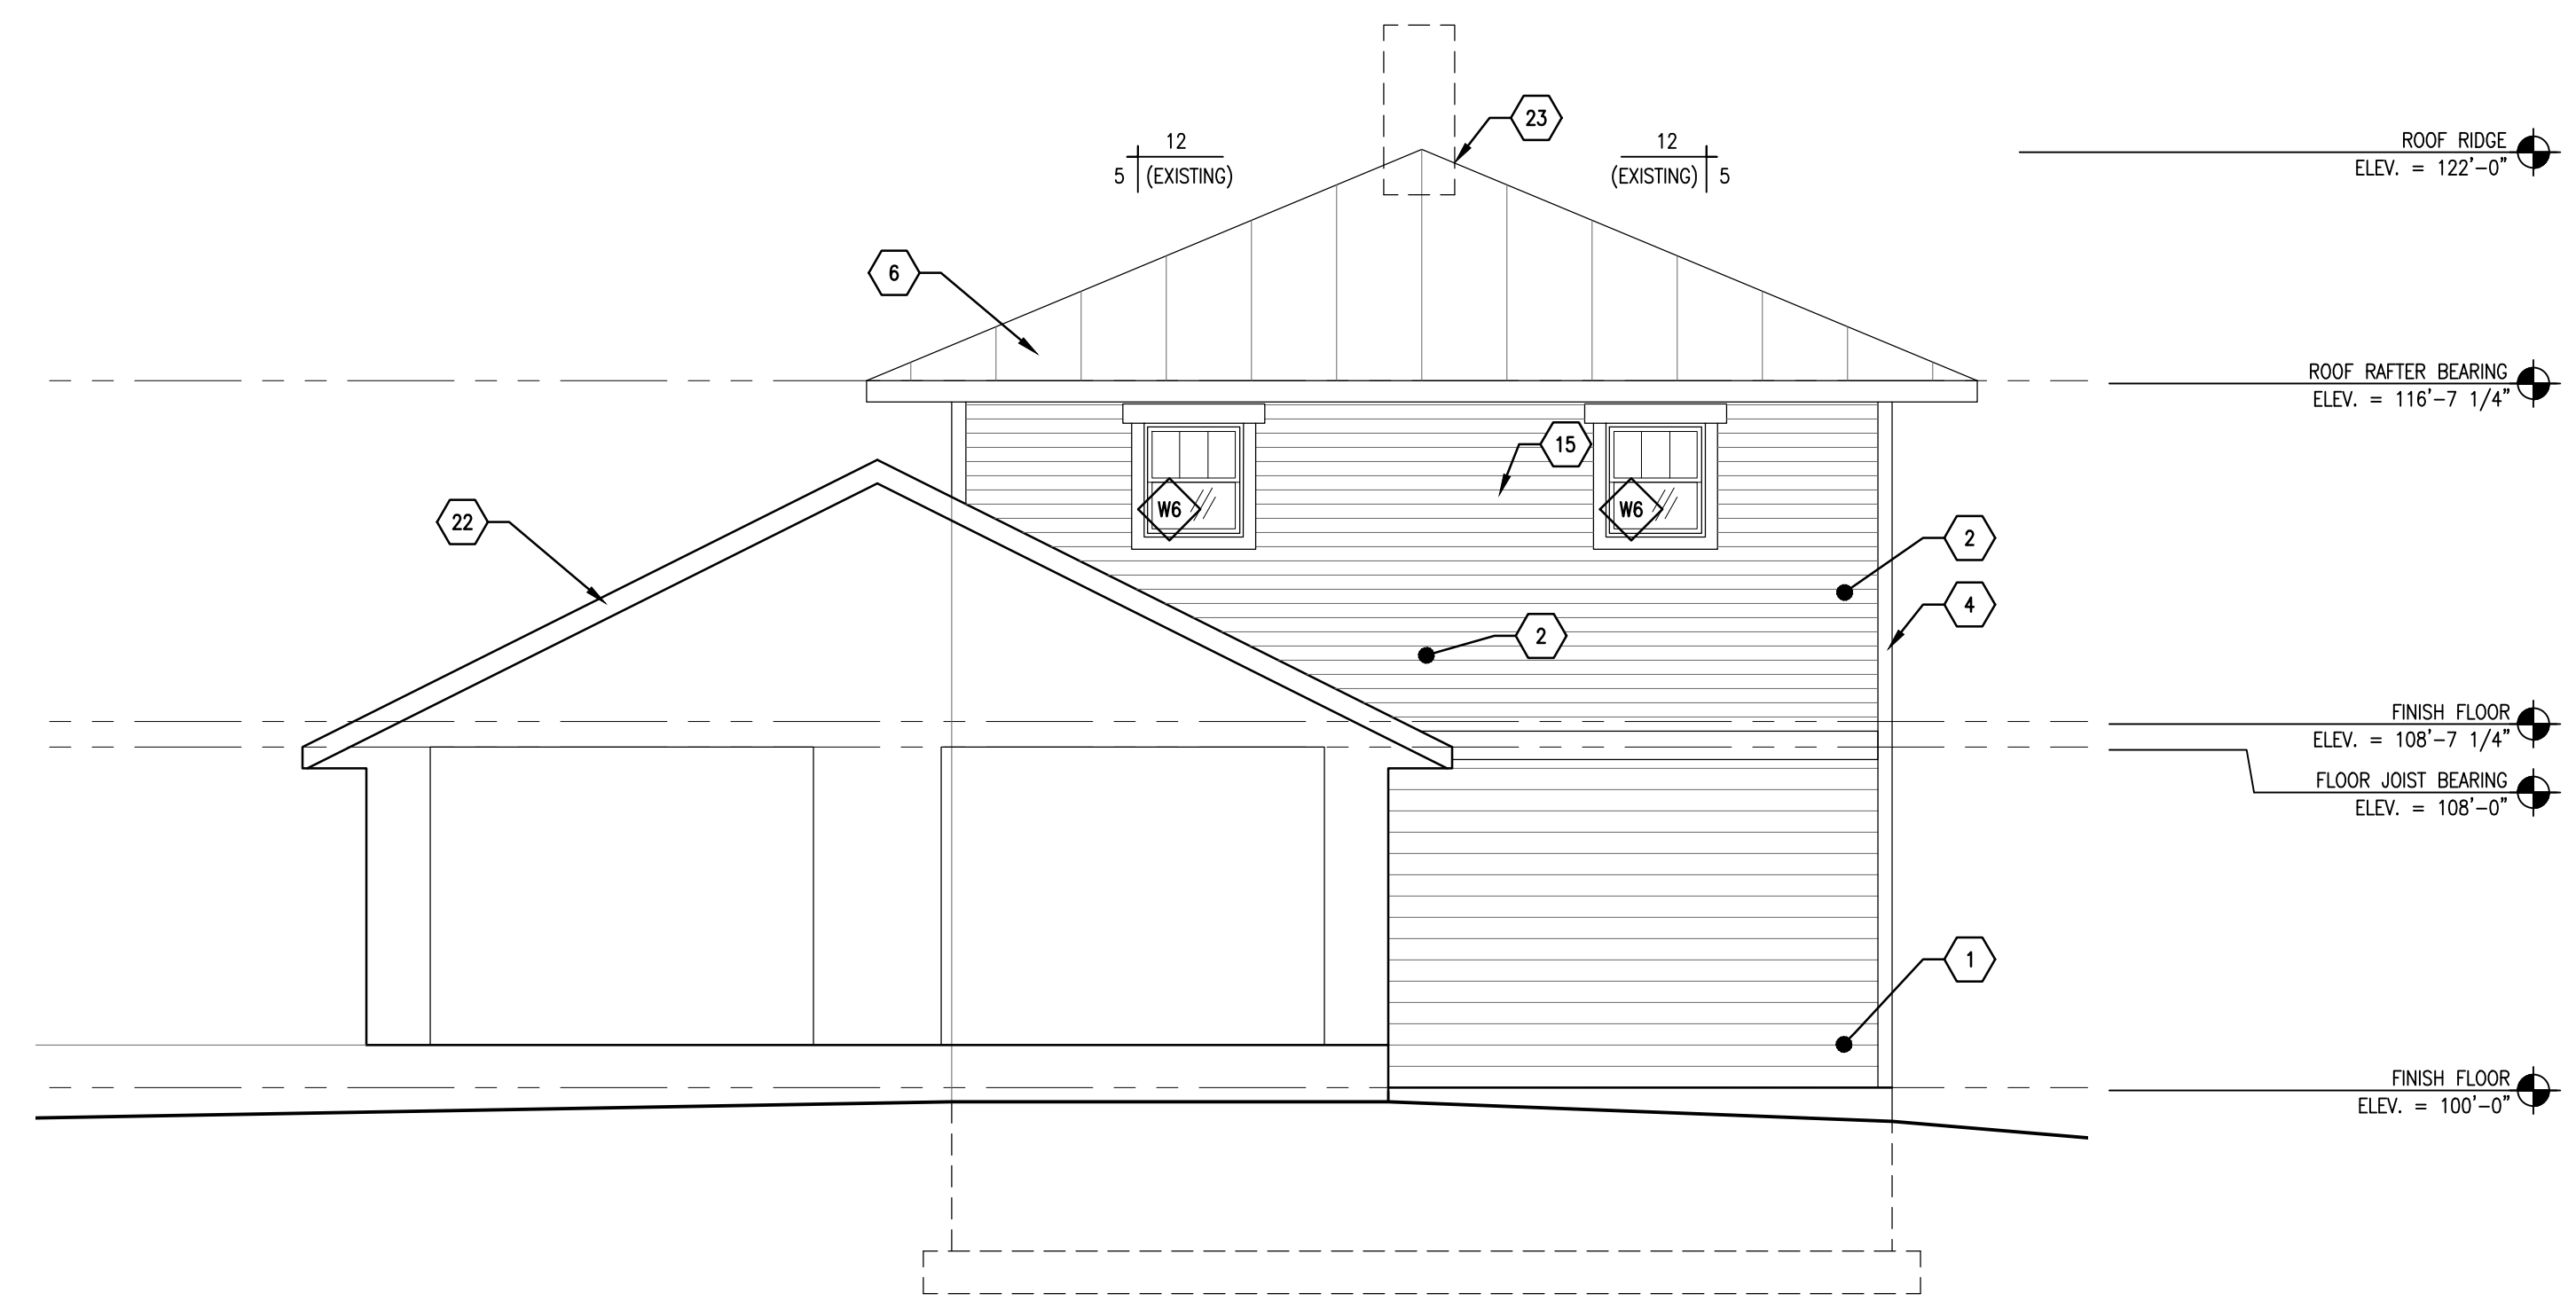 23
12
5 (EXISTING)
12
(EXISTING) 5
ROOF RIDGE
ELEV. = 122'-0"
6
ROOF RAFTER BEARING
ELEV. = 116'-7 1/4"
15
22
W6
W6
2
4
2
FINISH FLOOR
ELEV. = 108'-7 1/4"
FLOOR JOIST BEARING
ELEV. = 108'-0"
1
FINISH FLOOR
ELEV. = 100'-0"